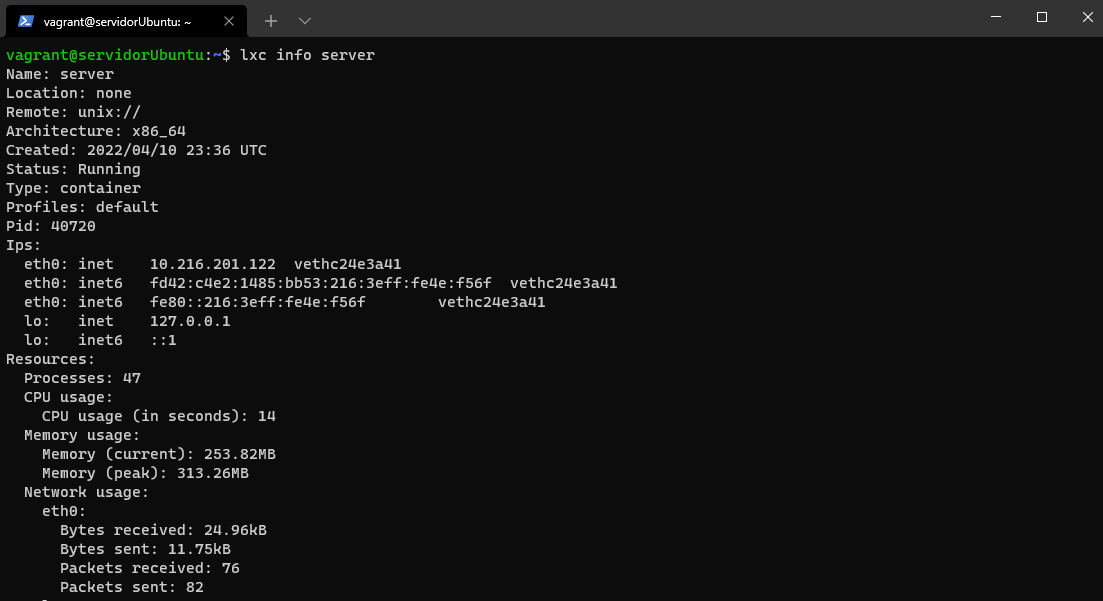 vagrant@servidorUbuntu: ~
vagrant@servidorUbuntu:~$ lxc info server
Name: server
Location: none
Remote: unix://
Architecture: x86_64
Created: 2022/04/10 23:36 UTC
Status: Running
Type: container
Profiles: default
Pid: 40720
Ips:
  eth0: inet    10.216.201.122  vethc24e3a41
  eth0: inet6   fd42:c4e2:1485:bb53:216:3eff:fe4e:f56f  vethc24e3a41
  eth0: inet6   fe80::216:3eff:fe4e:f56f        vethc24e3a41
  lo:   inet    127.0.0.1
  lo:   inet6   ::1
Resources:
  Processes: 47
  CPU usage:
    CPU usage (in seconds): 14
  Memory usage:
    Memory (current): 253.82MB
    Memory (peak): 313.26MB
  Network usage:
    eth0:
      Bytes received: 24.96kB
      Bytes sent: 11.75kB
      Packets received: 76
      Packets sent: 82